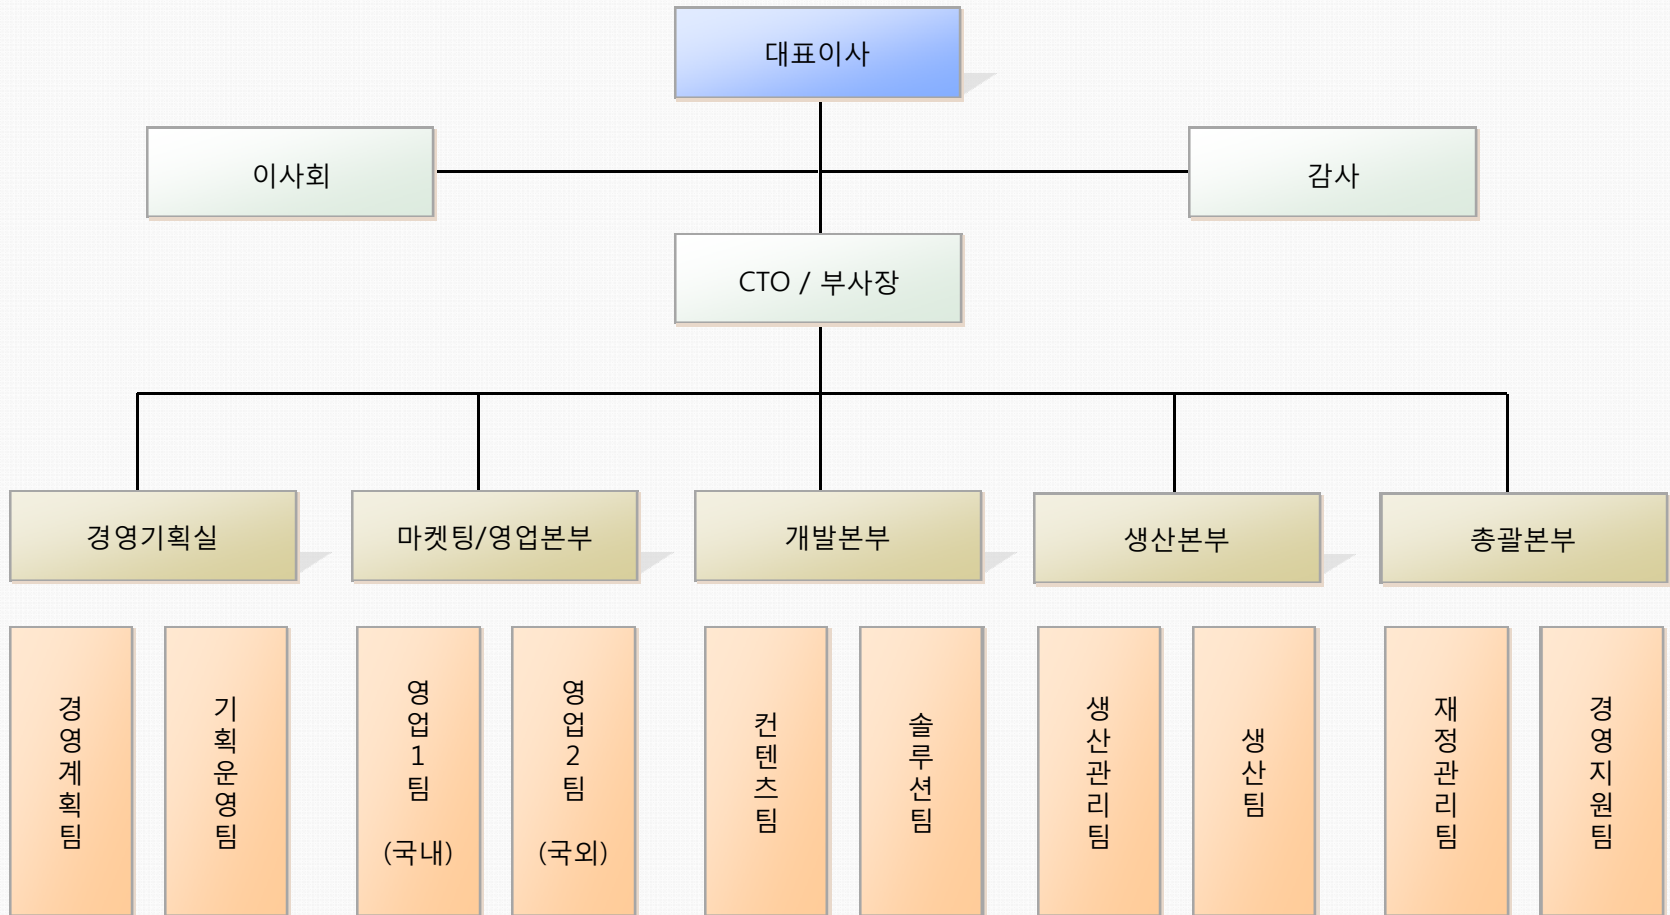 대표이사
이사회
감사
CTO / 부사장
경영기획실
마켓팅/영업본부
개발본부
생산본부
총괄본부
경영계획팀
기획운영팀
영업1팀
(국내)
영업2팀
(국외)
컨텐츠팀
솔루션팀
생산관리팀
생산팀
재정관리팀
경영지원팀